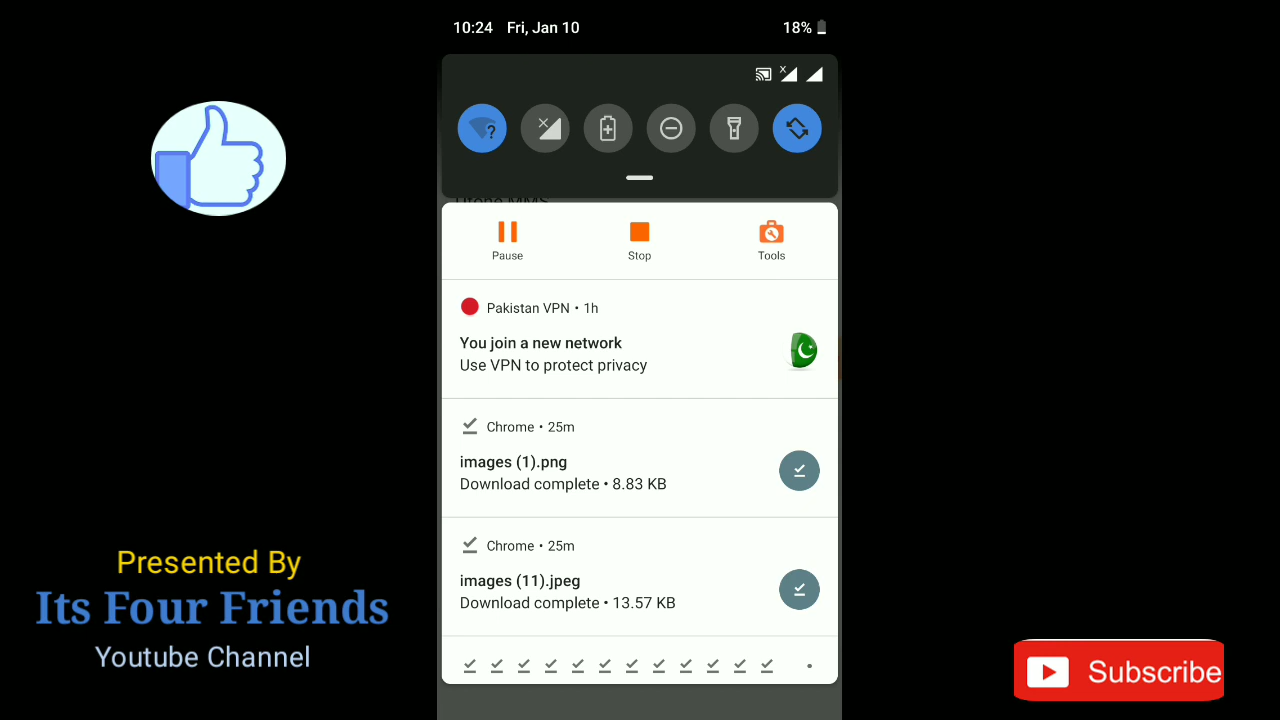 10:24 Fri, Jan 10 18%
Pause Stop Tools
Pakistan VPN • 1h
You join a new network
Use VPN to protect privacy
Chrome • 25m
images (1).png
Download complete • 8.83 KB
Chrome • 25m
images (11).jpeg
Download complete • 13.57 KB
Presented By
Its Four Friends
Youtube Channel
Subscribe